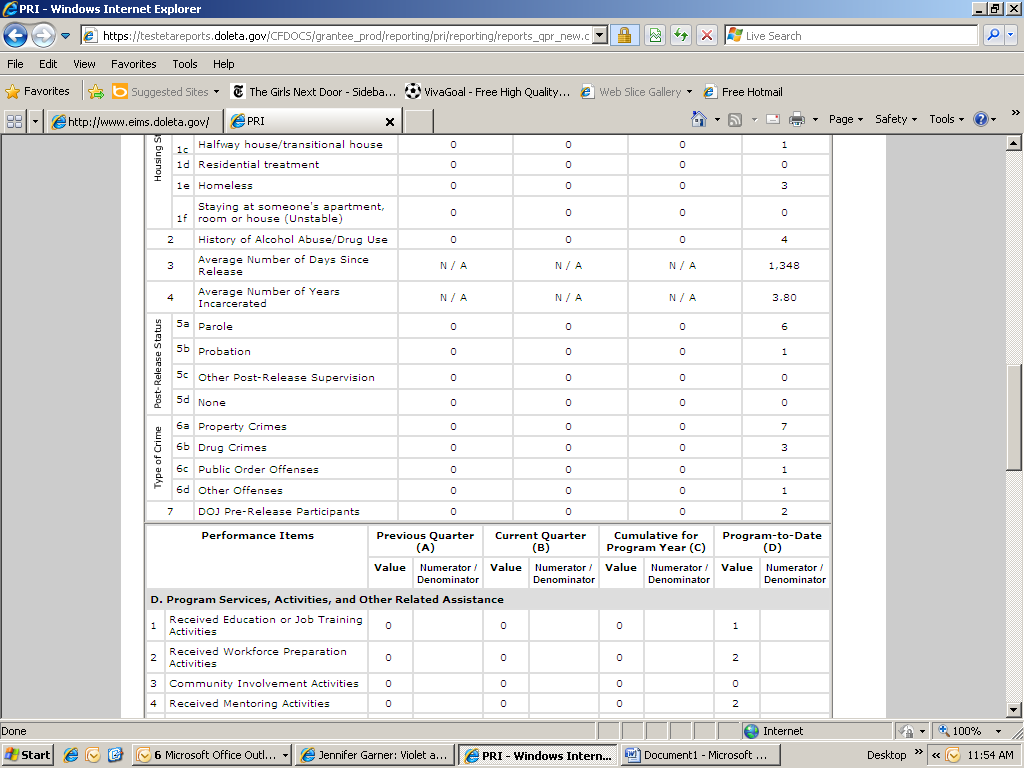 PRI - Windows Internet Explorer
https://testetareports.doleta.gov/CFDOCS/grantee_prod/reporting/pri/reporting/reports_qpr_new.c
Live Search
File Edit View Favorites Tools Help
Favorites Suggested Sites The Girls Next Door - Sideba... VivaGoal - Free High Quality,... Web Slice Gallery Free Hotmail
http://www.eims.doleta.gov/ PRI Page Safety Tools »
Housing S
1c Halfway house/transitional house 0 0 0 1
1d Residential treatment 0 0 0 0
1e Homeless 0 0 0 3
Staying at someone's apartment,
1f room or house (Unstable) 0 0 0 0
2 History of Alcohol Abuse/Drug Use 0 0 0 4
3 Average Number of Days Since
Release N / A N / A N / A 1,348
4 Average Number of Years
Incarcerated N / A N / A N / A 3.80
Post-Release Status
5a Parole 0 0 0 6
5b Probation 0 0 0 1
5c Other Post-Release Supervision 0 0 0 0
5d None 0 0 0 0
Type of Crime
6a Property Crimes 0 0 0 7
6b Drug Crimes 0 0 0 3
6c Public Order Offenses 0 0 0 1
6d Other Offenses 0 0 0 1
7 DOJ Pre-Release Participants 0 0 0 2
Performance Items Previous Quarter Current Quarter Cumulative for Program-to-Date
(A) (B) Program Year (C) (D)
Value Numerator / Value Numerator / Value Numerator / Value Numerator /
Denominator Denominator Denominator Denominator
D. Program Services, Activities, and Other Related Assistance
1 Received Education or Job Training
Activities 0 0 0 1
2 Received Workforce Preparation
Activities 0 0 0 2
3 Community Involvement Activities 0 0 0 0
4 Received Mentoring Activities 0 0 0 2
Done Internet 100%
Start 6 Microsoft Office Outl... Jennifer Garner: Violet a... PRI - Windows Intern... Document1 - Microsoft ... Desktop » « 11:54 AM